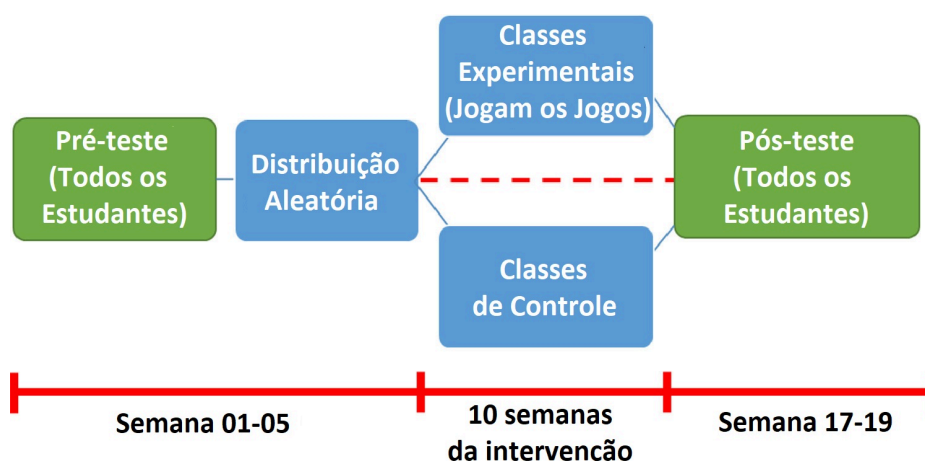 Pré-teste
(Todos os
Estudantes)
Distribuição
Aleatória
Classes
Experimentais
(Jogam os Jogos)
Classes
de Controle
Pós-teste
(Todos os
Estudantes)
Semana 01-05
10 semanas
da intervenção
Semana 17-19